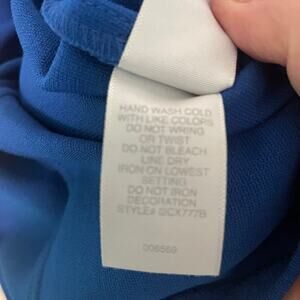 HAND WASH COLD
WITH LIKE COLORS
DO NOT WRING
OR TWIST
DO NOT BLEACH
LINE DRY
IRON ON LOWEST
SETTING
DO NOT IRON
DECORATION
STYLE# I2CX777B
006569